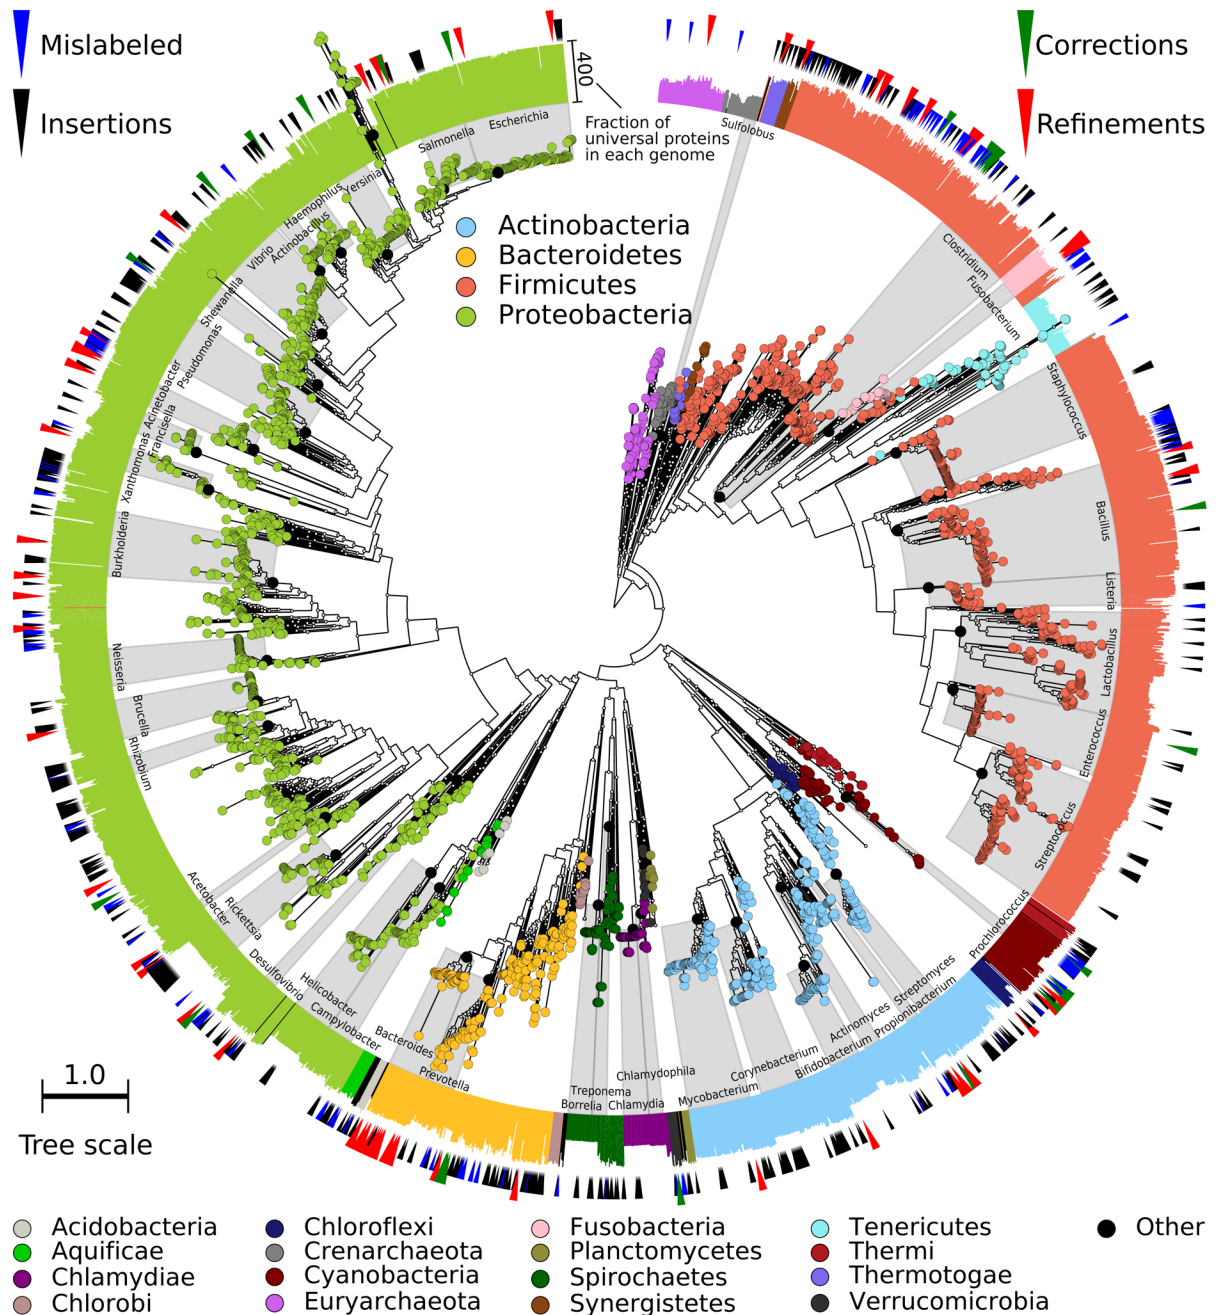 Mislabeled
Insertions
Corrections
Refinements
400
Fraction of
universal proteins
in each genome
Actinobacteria
Bacteroidetes
Firmicutes
Proteobacteria
Sulfolobus
Clostridium
Fusobacterium
Staphylococcus
Bacillus
Listeria
Lactobacillus
Enterococcus
Streptococcus
Prochlorococcus
Streptomyces
Propionibacterium
Actinomyces
Bifidobacterium
Corynebacterium
Mycobacterium
Chlamydophila
Chlamydia
Treponema
Borrelia
Prevotella
Bacteroides
Campylobacter
Helicobacter
Desulfovibrio
Rickettsia
Acetobacter
Rhizobium
Brucella
Neisseria
Burkholderia
Xanthomonas
Francisella
Acinetobacter
Pseudomonas
Shewanella
Vibrio
Actinobacillus
Haemophilus
Yersinia
Salmonella
Escherichia
1.0
Tree scale
Acidobacteria
Aquificae
Chlamydiae
Chlorobi
Chloroflexi
Crenarchaeota
Cyanobacteria
Euryarchaeota
Fusobacteria
Planctomycetes
Spirochaetes
Synergistetes
Tenericutes
Thermi
Thermotogae
Verrucomicrobia
Other